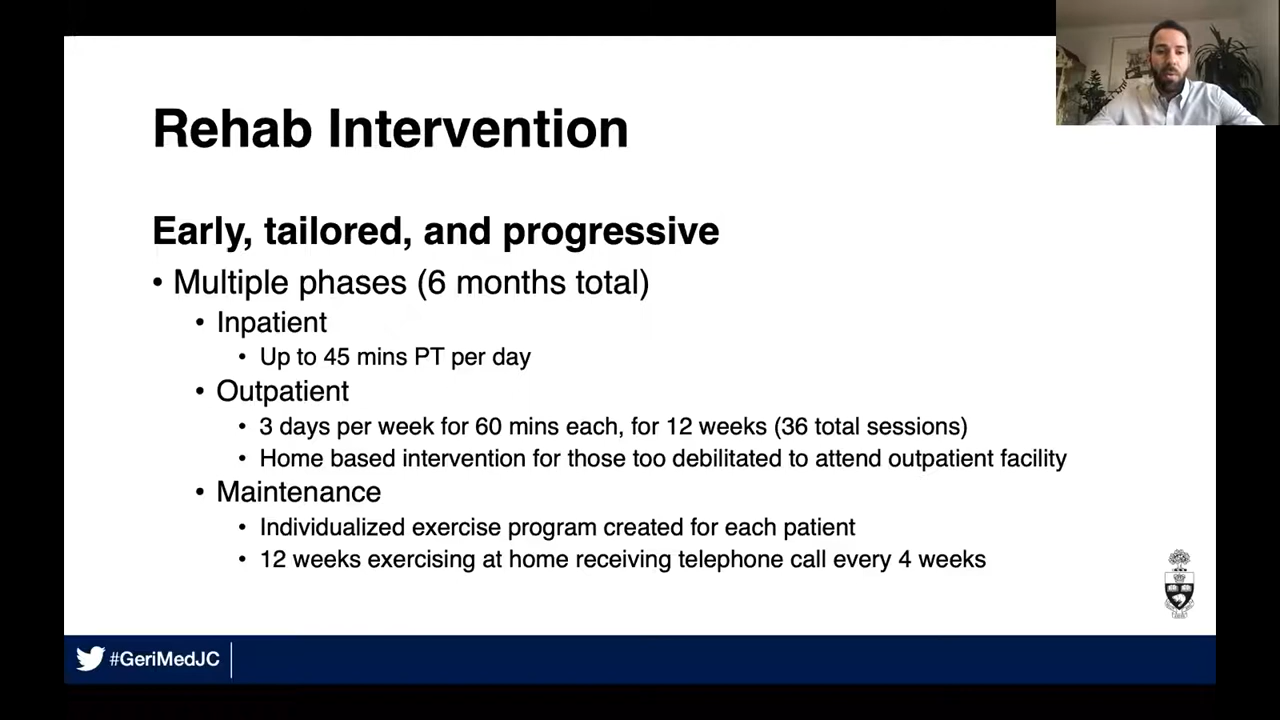 Rehab Intervention
Early, tailored, and progressive
• Multiple phases (6 months total)
• Inpatient
• Up to 45 mins PT per day
• Outpatient
• 3 days per week for 60 mins each, for 12 weeks (36 total sessions)
• Home based intervention for those too debilitated to attend outpatient facility
• Maintenance
• Individualized exercise program created for each patient
• 12 weeks exercising at home receiving telephone call every 4 weeks
#GeriMedJC